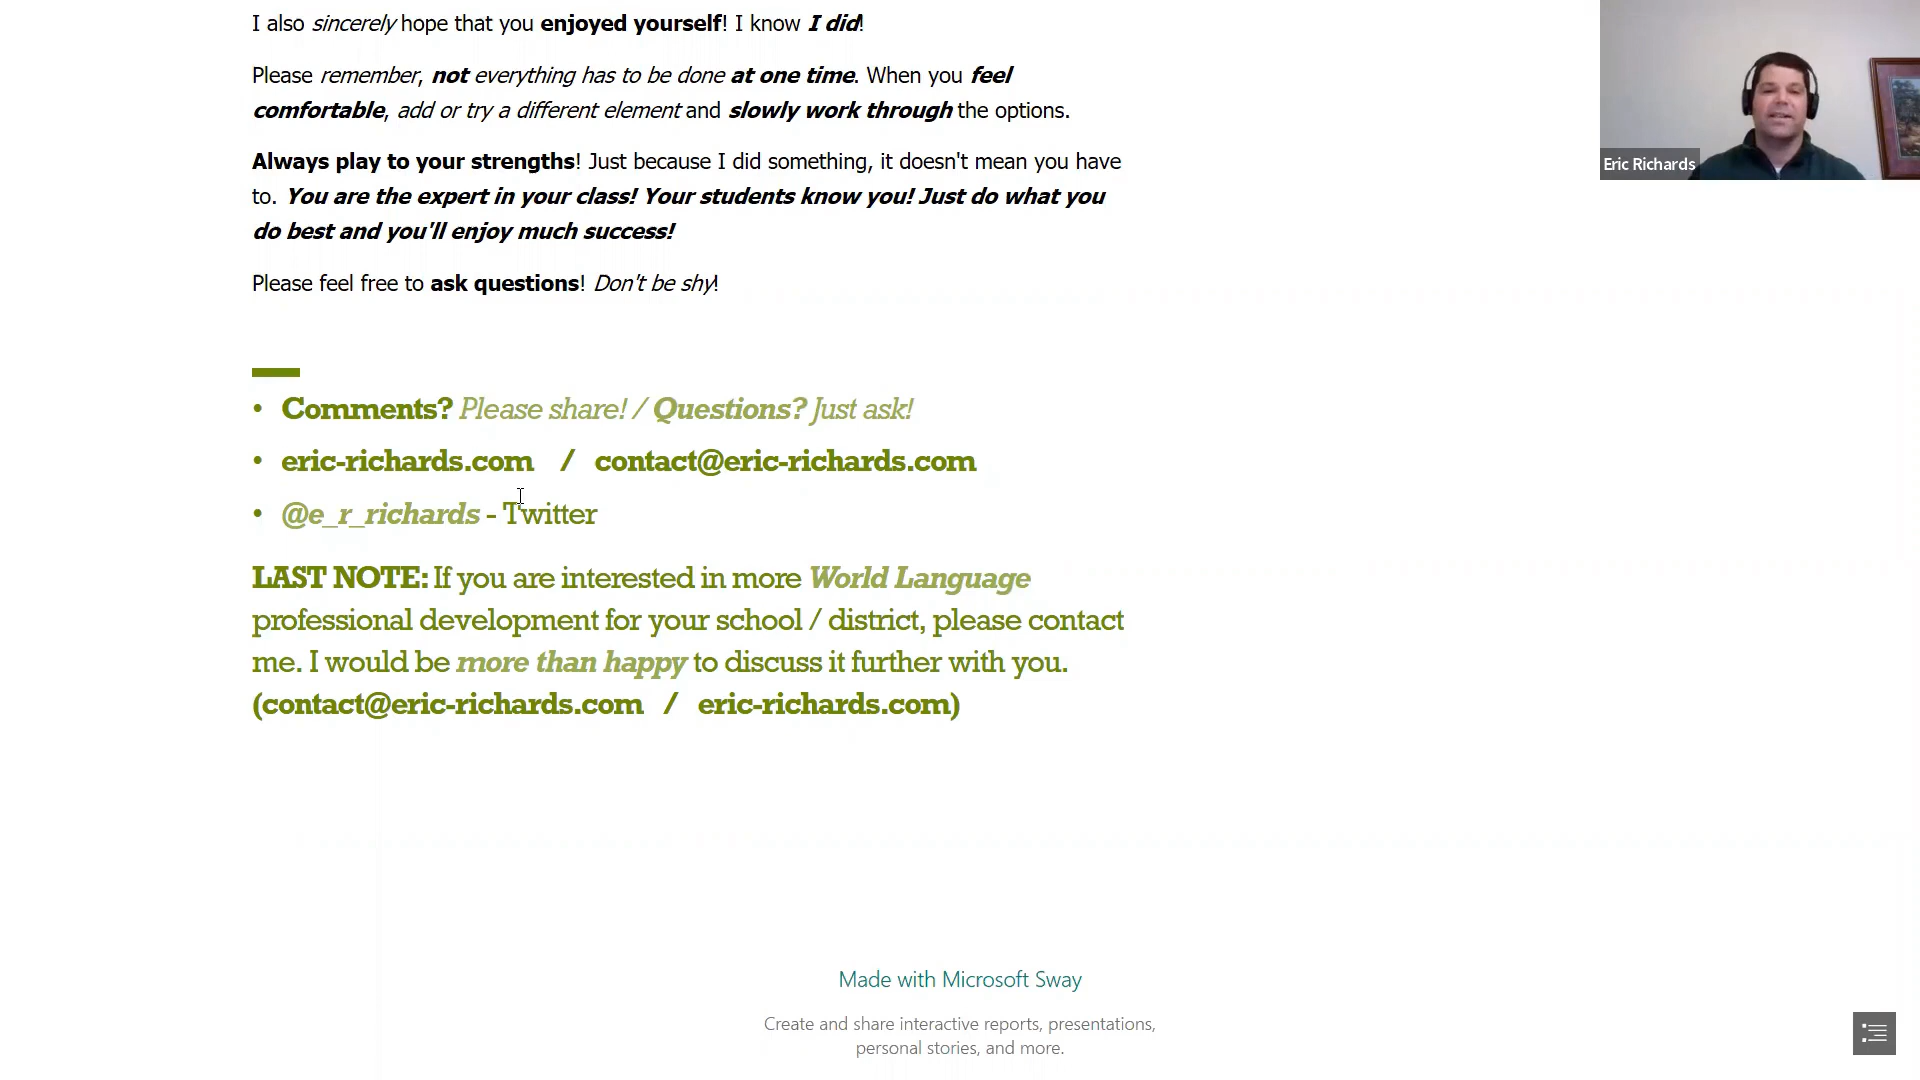 I also sincerely hope that you enjoyed yourself! I know I did!
Please remember, not everything has to be done at one time. When you feel
comfortable, add or try a different element and slowly work through the options.
Always play to your strengths! Just because I did something, it doesn't mean you have
to. You are the expert in your class! Your students know you! Just do what you
do best and you'll enjoy much success!
Please feel free to ask questions! Don't be shy!
• Comments? Please share! / Questions? Just ask!
• eric-richards.com / contact@eric-richards.com
• @e_r_richards - Twitter
LAST NOTE: If you are interested in more World Language
professional development for your school / district, please contact
me. I would be more than happy to discuss it further with you.
(contact@eric-richards.com / eric-richards.com)
Made with Microsoft Sway
Create and share interactive reports, presentations,
personal stories, and more.
Eric Richards